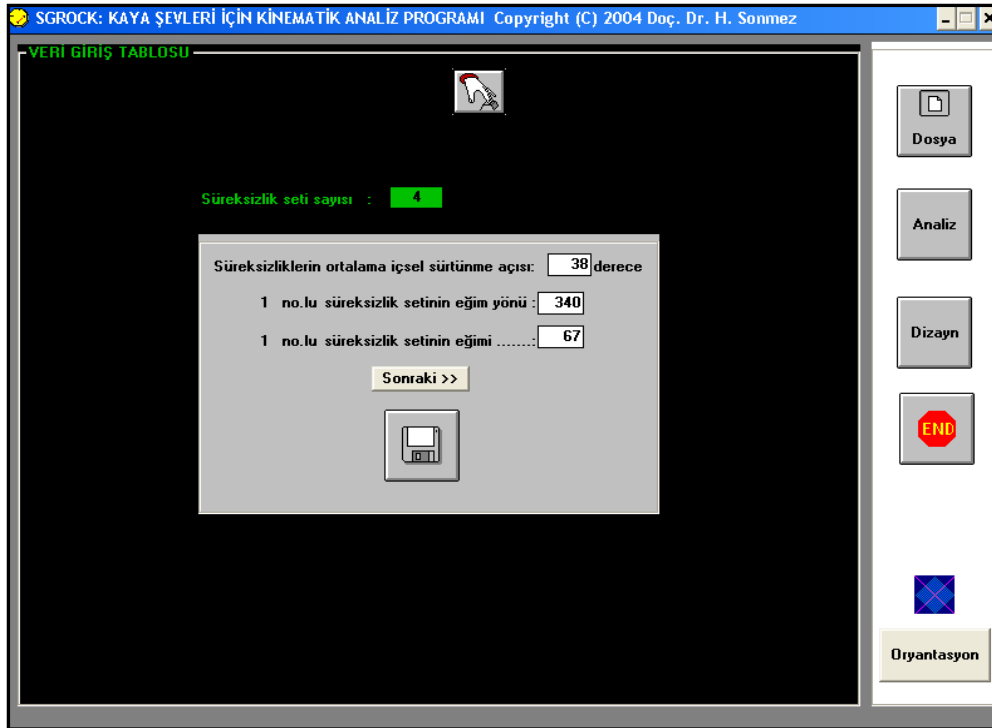 SGROCK: KAYA ŞEVLERİ İÇİN KİNEMATİK ANALİZ PROGRAMI Copyright (C) 2004 Doç. Dr. H. Sonmez
VERİ GİRİŞ TABLOSU
Süreksizlik seti sayısı : 4
Süreksizliklerin ortalama içsel sürtünme açısı: 38 derece
1 no.lu süreksizlik setinin eğim yönü : 340
1 no.lu süreksizlik setinin eğimi .......: 67
Sonraki >>
Dosya
Analiz
Dizayn
END
Oryantasyon